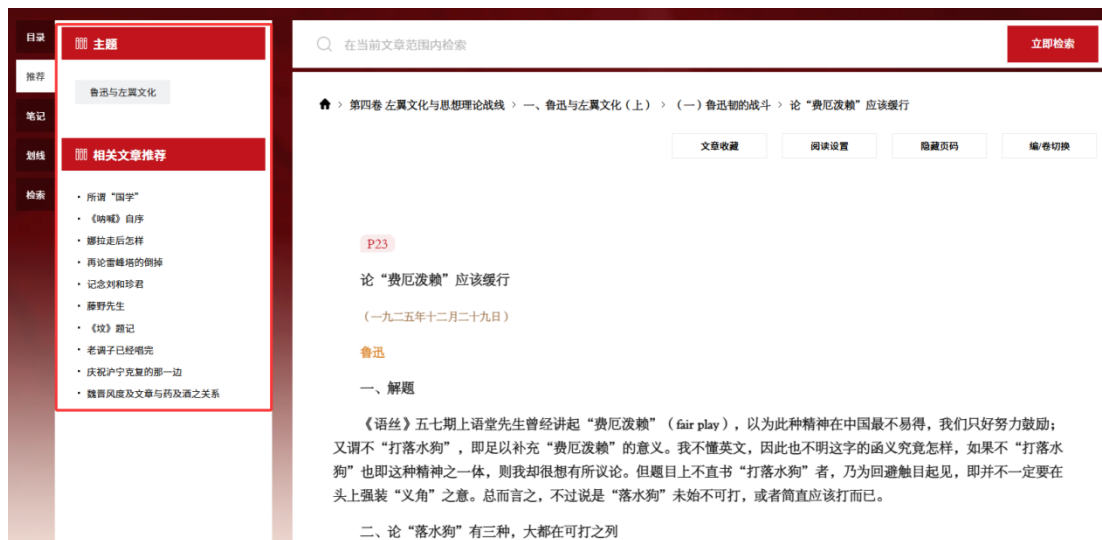 目录
推荐
笔记
划线
检索
主题
鲁迅与左翼文化
相关文章推荐
· 所谓“国学”
· 《呐喊》自序
· 娜拉走后怎样
· 再论雷峰塔的倒掉
· 记念刘和珍君
· 藤野先生
· 《坟》题记
· 老调子已经唱完
· 庆祝沪宁克复的那一边
· 魏晋风度及文章与药及酒之关系
在当前文章范围内检索
立即检索
> 第四卷 左翼文化与思想理论战线 > 一、鲁迅与左翼文化（上） > （一）鲁迅韧的战斗 > 论“费厄泼赖”应该缓行
文章收藏 阅读设置 隐藏页码 编/卷切换
P23
论“费厄泼赖”应该缓行
（一九二五年十二月二十九日）
鲁迅
一、解题
《语丝》五七期上语堂先生曾经讲起“费厄泼赖”（fair play），以为此种精神在中国最不易得，我们只好努力鼓励；
又谓不“打落水狗”，即足以补充“费厄泼赖”的意义。我不懂英文，因此也不明这字的函义究竟怎样，如果不“打落水
狗”也即这种精神之一体，则我却很想有所议论。但题目上不直书“打落水狗”者，乃为回避触目起见，即并不一定要在
头上强装“义角”之意。总而言之，不过说是“落水狗”未始不可打，或者简直应该打而已。
二、论“落水狗”有三种，大都在可打之列